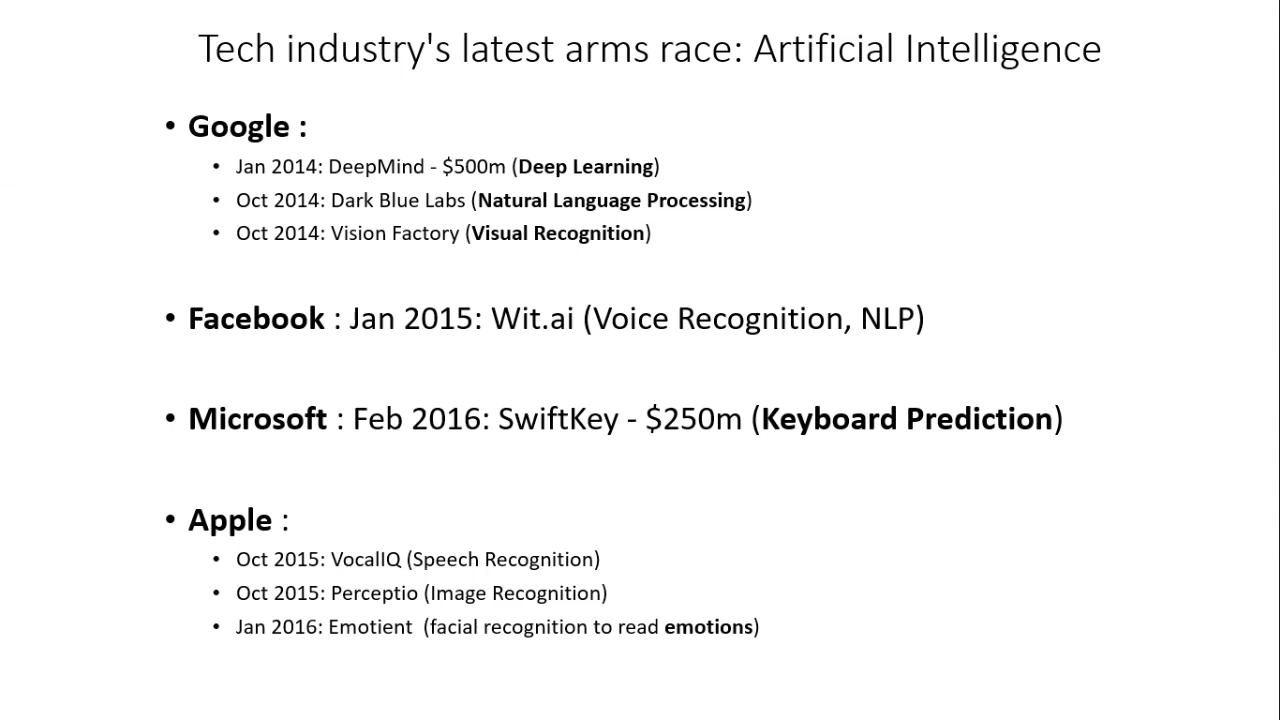 Tech industry's latest arms race: Artificial Intelligence
• Google :
• Jan 2014: DeepMind - $500m (Deep Learning)
• Oct 2014: Dark Blue Labs (Natural Language Processing)
• Oct 2014: Vision Factory (Visual Recognition)
• Facebook : Jan 2015: Wit.ai (Voice Recognition, NLP)
• Microsoft : Feb 2016: SwiftKey - $250m (Keyboard Prediction)
• Apple :
• Oct 2015: VocalIQ (Speech Recognition)
• Oct 2015: Perceptio (Image Recognition)
• Jan 2016: Emotient  (facial recognition to read emotions)